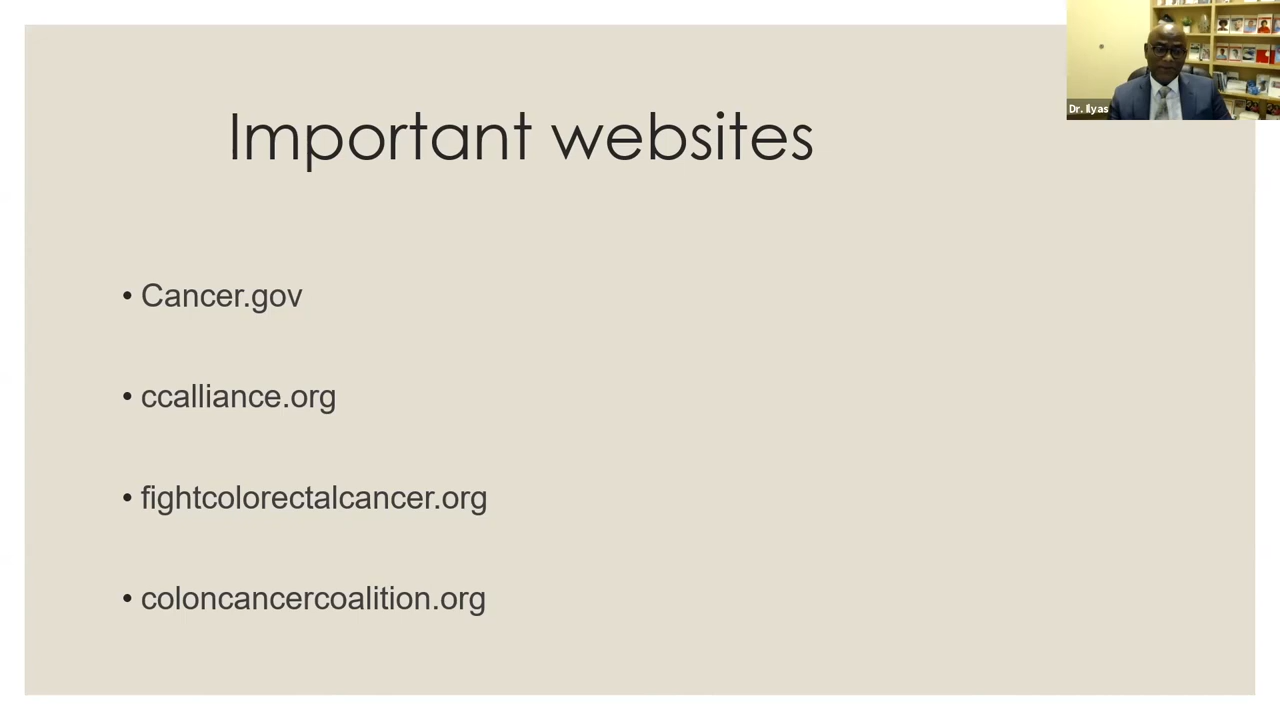 Dr. Ilyas
Important websites
• Cancer.gov
• ccalliance.org
• fightcolorectalcancer.org
• coloncancercoalition.org